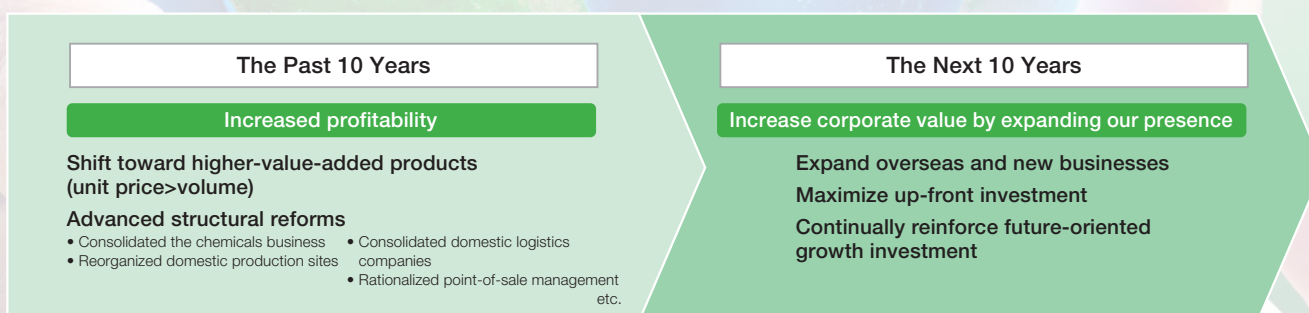 The Past 10 Years
Increased profitability
Shift toward higher-value-added products
(unit price>volume)
Advanced structural reforms
• Consolidated the chemicals business
• Reorganized domestic production sites
• Consolidated domestic logistics
companies
• Rationalized point-of-sale management
etc.
The Next 10 Years
Increase corporate value by expanding our presence
Expand overseas and new businesses
Maximize up-front investment
Continually reinforce future-oriented
growth investment